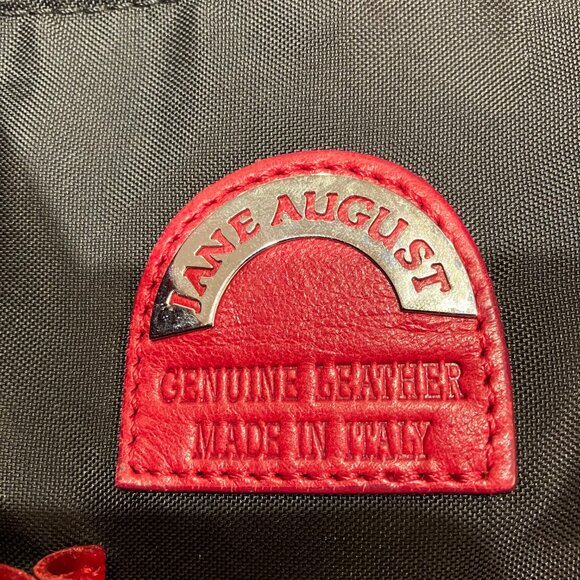 JANE AUGUST
GENUINE LEATHER
MADE IN ITALY